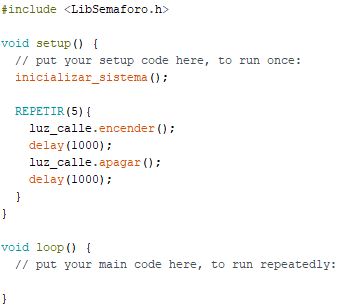 #include <LibSemaforo.h>
void setup() {
// put your setup code here, to run once:
inicializar_sistema();
REPETIR(5){
luz_calle.encender();
delay(1000);
luz_calle.apagar();
delay(1000);
}
}
void loop() {
// put your main code here, to run repeatedly:
}